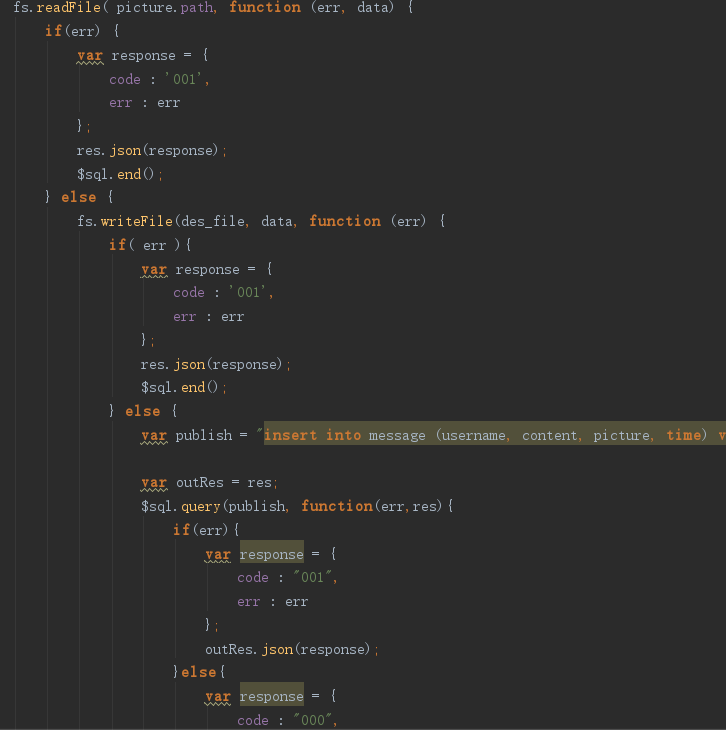 fs.readFile( picture.path, function (err, data) {
if(err) {
var response = {
code : '001',
err : err
};
res.json(response);
$sql.end();
} else {
fs.writeFile(des_file, data, function (err) {
if( err ){
var response = {
code : '001',
err : err
};
res.json(response);
$sql.end();
} else {
var publish = "insert into message (username, content, picture, time) v
var outRes = res;
$sql.query(publish, function(err,res){
if(err){
var response = {
code : "001",
err : err
};
outRes.json(response);
}else{
var response = {
code : "000",